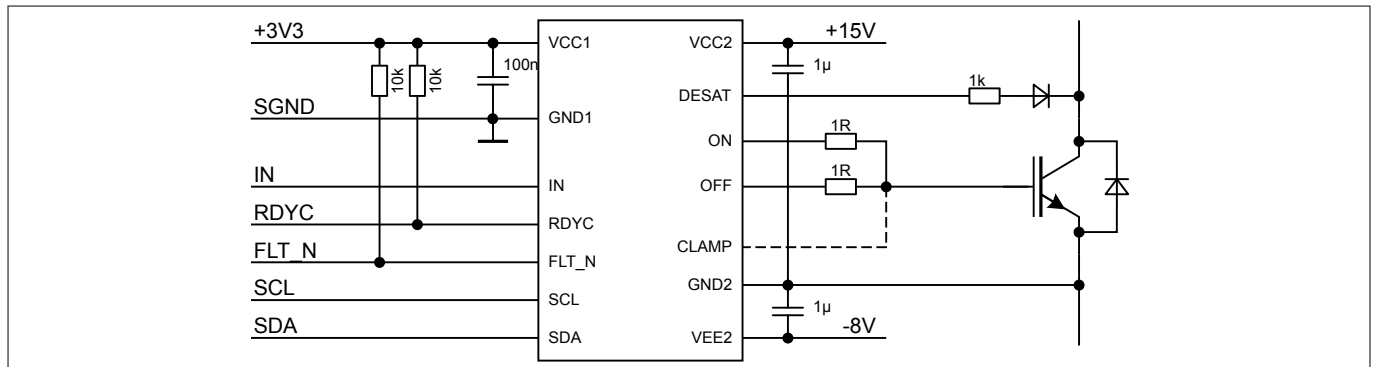 +3V3
SGND
IN
RDYC
FLT_N
SCL
SDA
10k
10k
100n
VCC1
GND1
IN
RDYC
FLT_N
SCL
SDA
VCC2
DESAT
ON
OFF
CLAMP
GND2
VEE2
+15V
1µ
1k
1R
1R
1µ
-8V